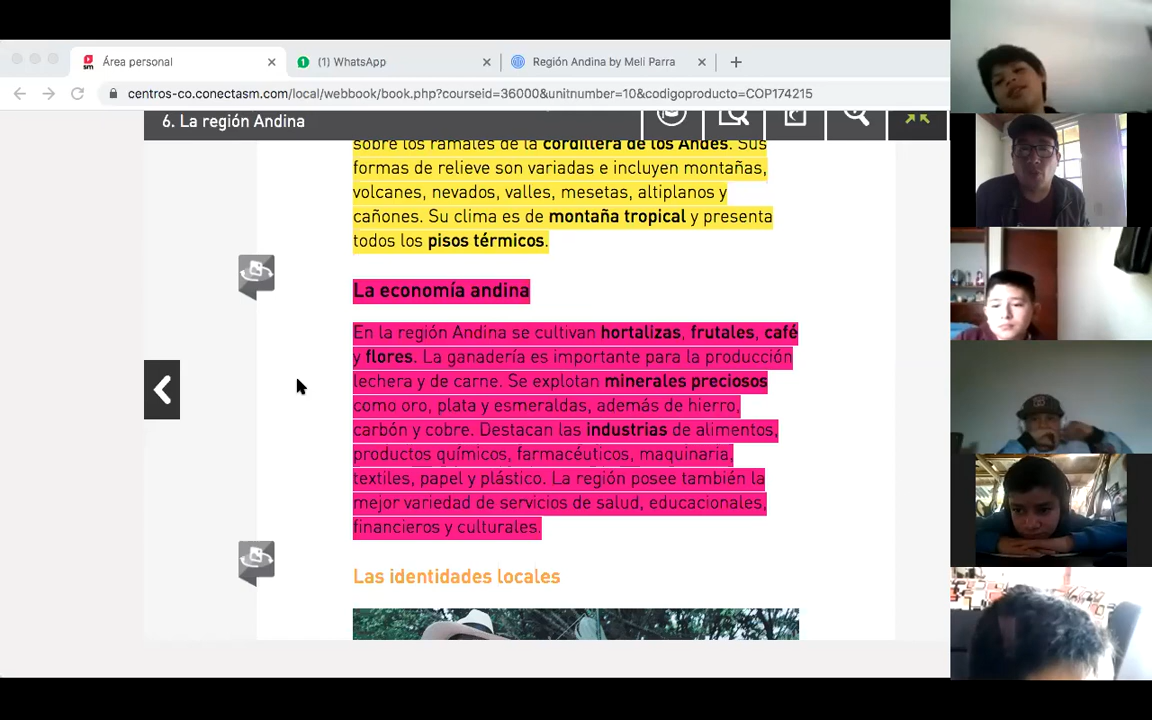 Área personal
1 (1) WhatsApp
Región Andina by Meli Parra
centros-co.conectasm.com/local/webbook/book.php?courseid=36000&unitnumber=10&codigoproducto=COP174215
6. La región Andina
sobre los ramales de la cordillera de los Andes. Sus
formas de relieve son variadas e incluyen montañas,
volcanes, nevados, valles, mesetas, altiplanos y
cañones. Su clima es de montaña tropical y presenta
todos los pisos térmicos.
La economía andina
En la región Andina se cultivan hortalizas, frutales, café
y flores. La ganadería es importante para la producción
lechera y de carne. Se explotan minerales preciosos
como oro, plata y esmeraldas, además de hierro,
carbón y cobre. Destacan las industrias de alimentos,
productos químicos, farmacéuticos, maquinaria,
textiles, papel y plástico. La región posee también la
mejor variedad de servicios de salud, educacionales,
financieros y culturales.
Las identidades locales